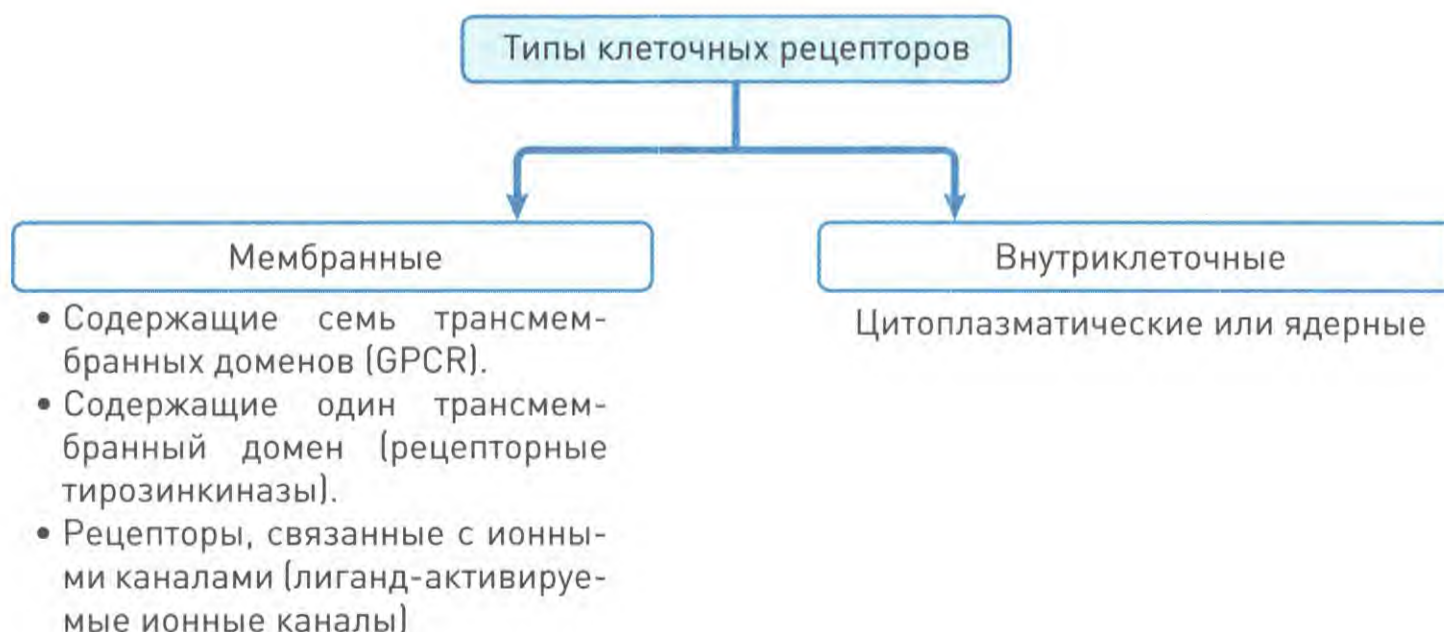 Типы клеточных рецепторов
Мембранные
• Содержащие семь трансмем-
бранных доменов (GPCR).
• Содержащие один трансмем-
бранный домен (рецепторные
тирозинкиназы).
• Рецепторы, связанные с ионны-
ми каналами (лиганд-активируе-
мые ионные каналы)
Внутриклеточные
Цитоплазматические или ядерные